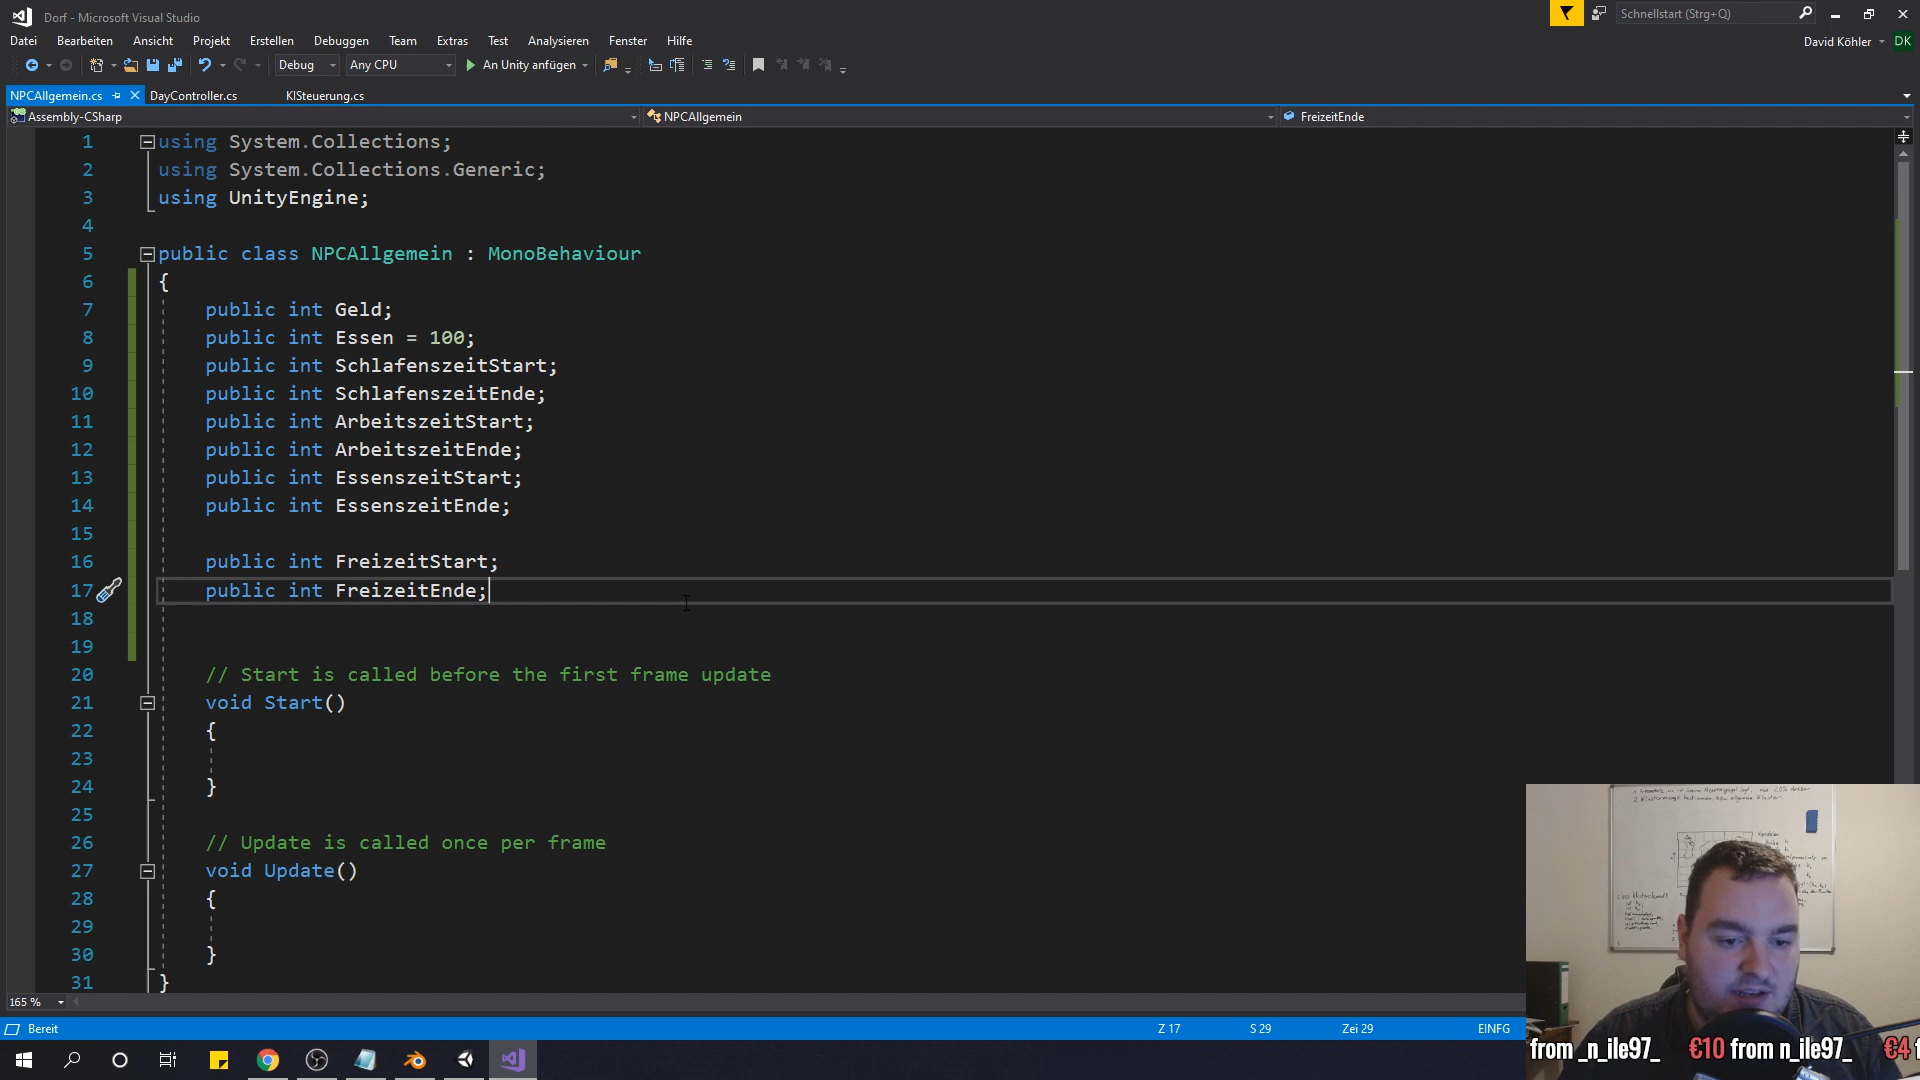 Dorf - Microsoft Visual Studio
Schnellstart (Strg+Q)
Datei Bearbeiten Ansicht Projekt Erstellen Debuggen Team Extras Test Analysieren Fenster Hilfe
David Köhler DK
Debug Any CPU An Unity anfügen
NPCAllgemein.cs DayController.cs KISteuerung.cs
Assembly-CSharp NPCAllgemein FreizeitEnde
1 using System.Collections;
2 using System.Collections.Generic;
3 using UnityEngine;
4
5 public class NPCAllgemein : MonoBehaviour
6 {
7 public int Geld;
8 public int Essen = 100;
9 public int SchlafenszeitStart;
10 public int SchlafenszeitEnde;
11 public int ArbeitszeitStart;
12 public int ArbeitszeitEnde;
13 public int EssenszeitStart;
14 public int EssenszeitEnde;
15
16 public int FreizeitStart;
17 public int FreizeitEnde;
18
19
20 // Start is called before the first frame update
21 void Start()
22 {
23
24 }
25
26 // Update is called once per frame
27 void Update()
28 {
29
30 }
31 }
165 %
Bereit Z 17 S 29 Zei 29 EINFG
from _n_ile97_ €10 from n_ile97_ €4 f